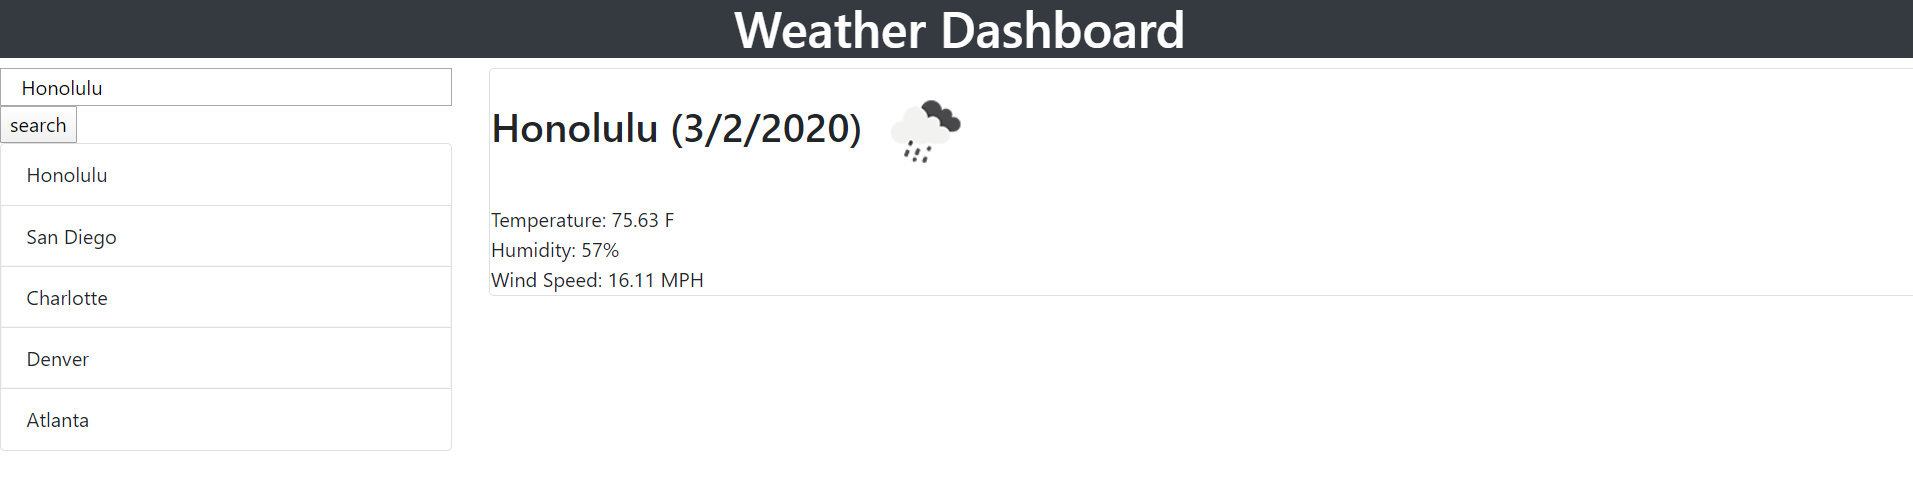 Weather Dashboard
Honolulu
search
Honolulu
San Diego
Charlotte
Denver
Atlanta
Honolulu (3/2/2020)
Temperature: 75.63 F
Humidity: 57%
Wind Speed: 16.11 MPH